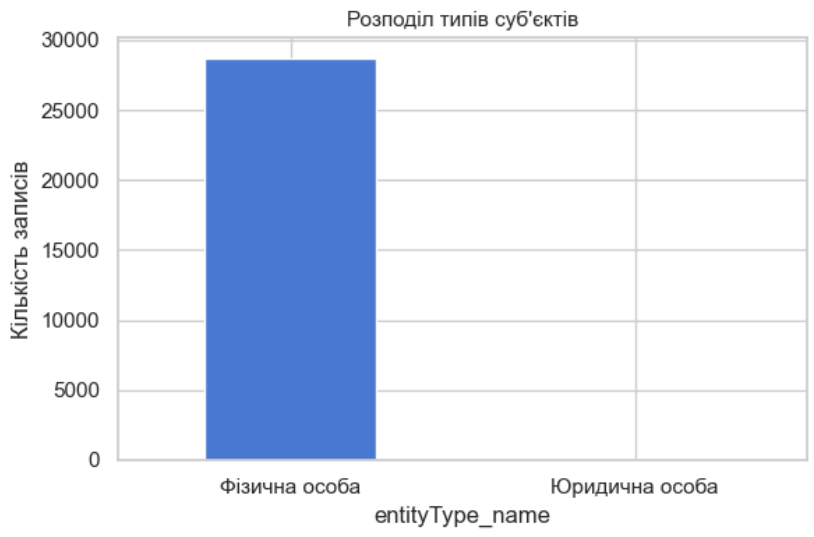 Розподіл типів суб'єктів
30000
25000
20000
15000
10000
5000
0
Кількість записів
Фізична особа
Юридична особа
entityType_name